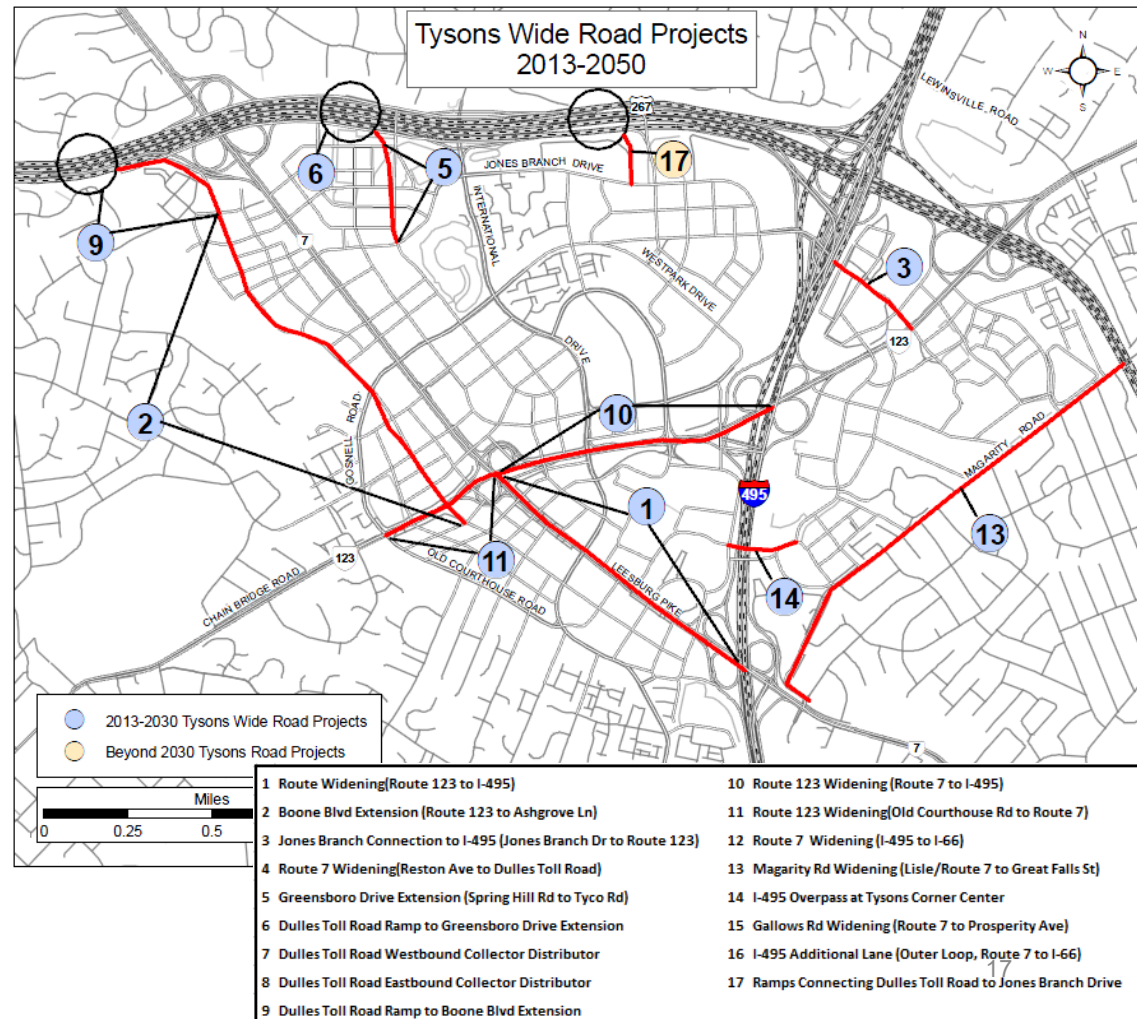 Tysons Wide Road Projects
2013-2050
N
W
E
S
LEWINSVILLE ROAD
267
6
5
17
JONES BRANCH DRIVE
INTERNATIONAL
DRIVE
9
7
WESTPARK DRIVE
3
123
2
GOSNELL ROAD
10
MAGARITY ROAD
495
1
13
11
123
OLD COURTHOUSE ROAD
LEESBURG PIKE
14
CHAIN BRIDGE ROAD
7
2013-2030 Tysons Wide Road Projects
Beyond 2030 Tysons Road Projects
Miles
0 0.25 0.5
1 Route Widening(Route 123 to I-495)
2 Boone Blvd Extension (Route 123 to Ashgrove Ln)
3 Jones Branch Connection to I-495 (Jones Branch Dr to Route 123)
4 Route 7 Widening(Reston Ave to Dulles Toll Road)
5 Greensboro Drive Extension (Spring Hill Rd to Tyco Rd)
6 Dulles Toll Road Ramp to Greensboro Drive Extension
7 Dulles Toll Road Westbound Collector Distributor
8 Dulles Toll Road Eastbound Collector Distributor
9 Dulles Toll Road Ramp to Boone Blvd Extension
10 Route 123 Widening (Route 7 to I-495)
11 Route 123 Widening(Old Courthouse Rd to Route 7)
12 Route 7 Widening (I-495 to I-66)
13 Magarity Rd Widening (Lisle/Route 7 to Great Falls St)
14 I-495 Overpass at Tysons Corner Center
15 Gallows Rd Widening (Route 7 to Prosperity Ave)
16 I-495 Additional Lane (Outer Loop, Route 7 to I-66)
17 Ramps Connecting Dulles Toll Road to Jones Branch Drive
17